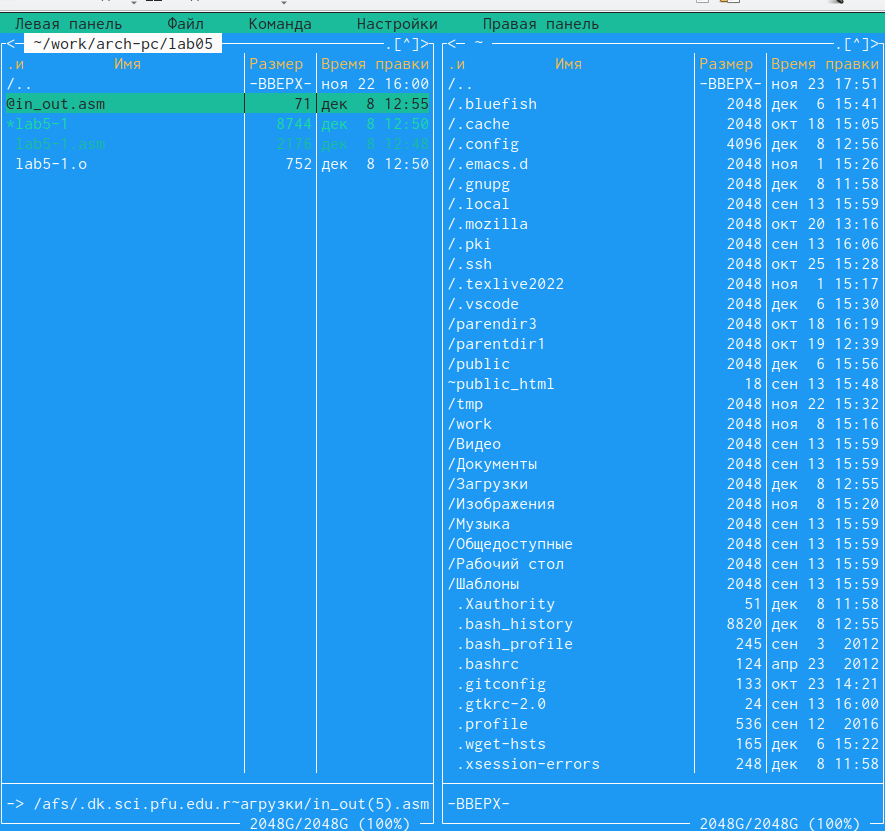 Левая панель Файл Команда Настройки Правая панель
<─ ~/work/arch-pc/lab05 .[^]>
.и Имя Размер Время правки
/.. -ВВЕРХ- ноя 22 16:00
@in_out.asm 71 дек 8 12:55
*lab5-1 8744 дек 8 12:50
lab5-1.asm 2176 дек 8 12:48
lab5-1.o 752 дек 8 12:50
-> /afs/.dk.sci.pfu.edu.r~агрузки/in_out(5).asm
2048G/2048G (100%)
<─ ~ .[^]>
.и Имя Размер Время правки
/.. -ВВЕРХ- ноя 23 17:51
/.bluefish 2048 дек 6 15:41
/.cache 2048 окт 18 15:05
/.config 4096 дек 8 12:56
/.emacs.d 2048 ноя 1 15:26
/.gnupg 2048 дек 8 11:58
/.local 2048 сен 13 15:59
/.mozilla 2048 окт 20 13:16
/.pki 2048 сен 13 16:06
/.ssh 2048 окт 25 15:28
/.texlive2022 2048 ноя 1 15:17
/.vscode 2048 дек 6 15:30
/parendir3 2048 окт 18 16:19
/parentdir1 2048 окт 19 12:39
/public 2048 дек 6 15:56
~public_html 18 сен 13 15:48
/tmp 2048 ноя 22 15:32
/work 2048 ноя 8 15:16
/Видео 2048 сен 13 15:59
/Документы 2048 сен 13 15:59
/Загрузки 2048 дек 8 12:55
/Изображения 2048 ноя 8 15:20
/Музыка 2048 сен 13 15:59
/Общедоступные 2048 сен 13 15:59
/Рабочий стол 2048 сен 13 15:59
/Шаблоны 2048 сен 13 15:59
.Xauthority 51 дек 8 11:58
.bash_history 8820 дек 8 12:55
.bash_profile 245 сен 3 2012
.bashrc 124 апр 23 2012
.gitconfig 133 окт 23 14:21
.gtkrc-2.0 24 сен 13 16:00
.profile 536 сен 12 2016
.wget-hsts 165 дек 6 15:22
.xsession-errors 248 дек 8 11:58
-ВВЕРХ-
2048G/2048G (100%)